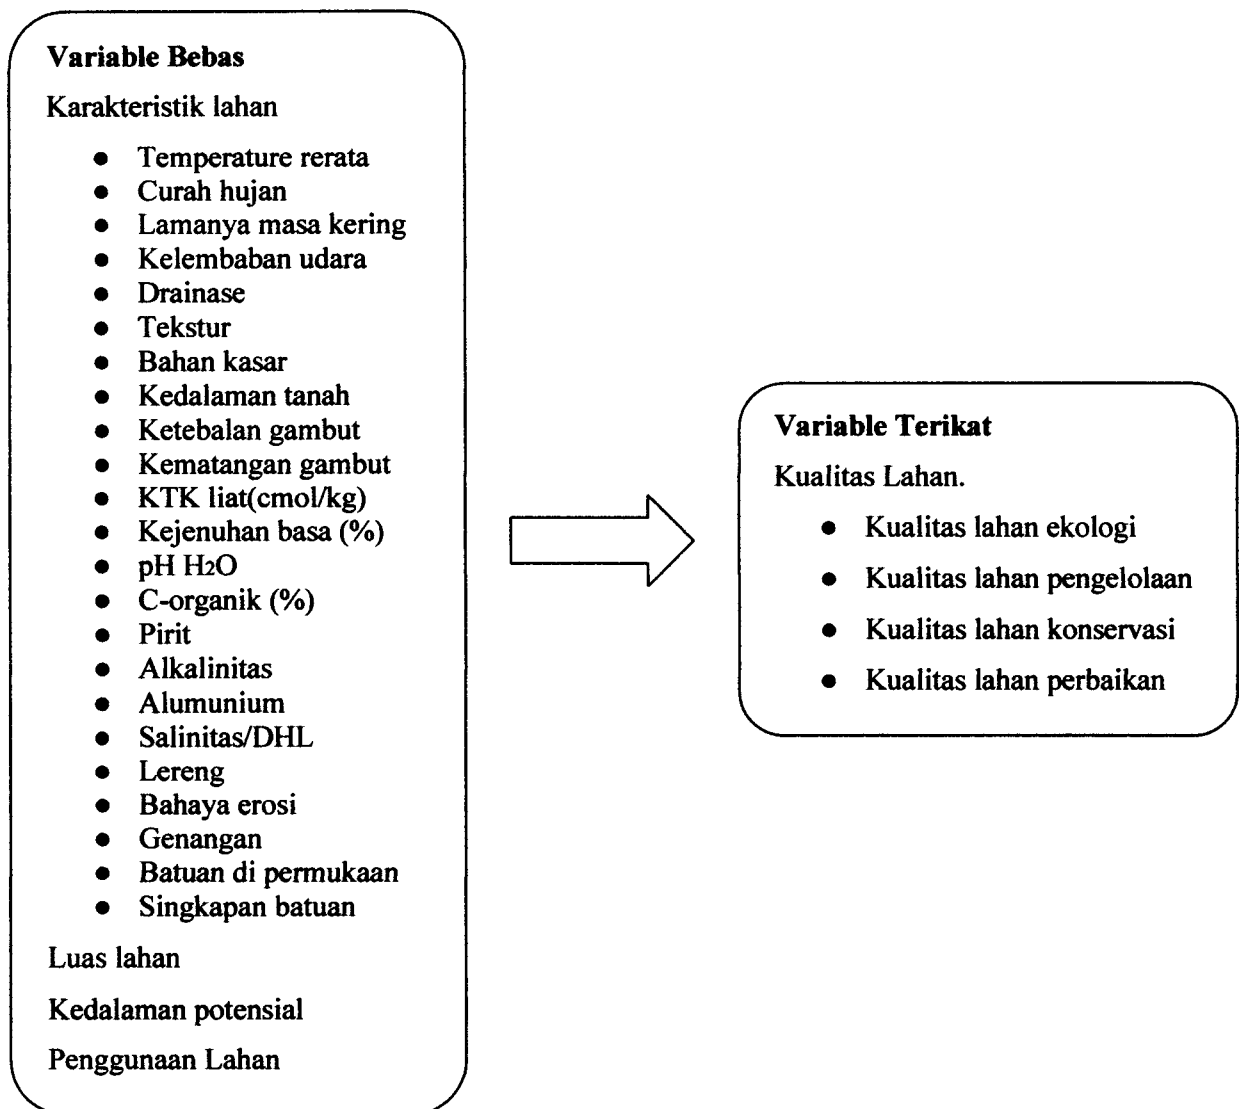 Variable Bebas
Karakteristik lahan
● Temperature rerata
● Curah hujan
● Lamanya masa kering
● Kelembaban udara
● Drainase
● Tekstur
● Bahan kasar
● Kedalaman tanah
● Ketebalan gambut
● Kematangan gambut
● KTK liat(cmol/kg)
● Kejenuhan basa (%)
● pH H2O
● C-organik (%)
● Pirit
● Alkalinitas
● Alumunium
● Salinitas/DHL
● Lereng
● Bahaya erosi
● Genangan
● Batuan di permukaan
● Singkapan batuan
Luas lahan
Kedalaman potensial
Penggunaan Lahan
Variable Terikat
Kualitas Lahan.
● Kualitas lahan ekologi
● Kualitas lahan pengelolaan
● Kualitas lahan konservasi
● Kualitas lahan perbaikan